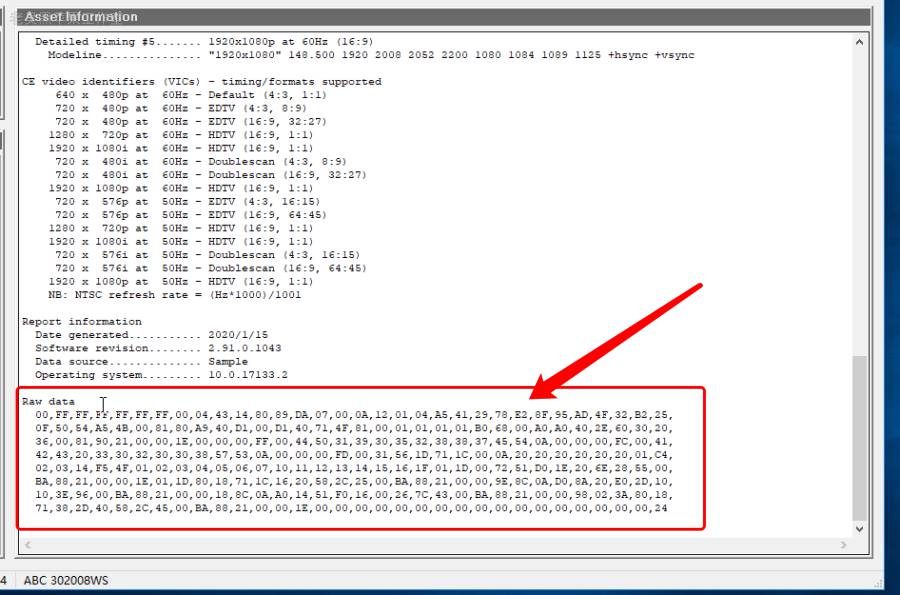 Asset Information
Detailed timing #5....... 1920x1080p at 60Hz (16:9)
Modeline............... "1920x1080" 148.500 1920 2008 2052 2200 1080 1084 1089 1125 +hsync +vsync
CE video identifiers (VICs) - timing/formats supported
640 x 480p at 60Hz - Default (4:3, 1:1)
720 x 480p at 60Hz - EDTV (4:3, 8:9)
720 x 480p at 60Hz - EDTV (16:9, 32:27)
1280 x 720p at 60Hz - HDTV (16:9, 1:1)
1920 x 1080i at 60Hz - HDTV (16:9, 1:1)
720 x 480i at 60Hz - Doublescan (4:3, 8:9)
720 x 480i at 60Hz - Doublescan (16:9, 32:27)
1920 x 1080p at 60Hz - HDTV (16:9, 1:1)
720 x 576p at 50Hz - EDTV (4:3, 16:15)
720 x 576p at 50Hz - EDTV (16:9, 64:45)
1280 x 720p at 50Hz - HDTV (16:9, 1:1)
1920 x 1080i at 50Hz - HDTV (16:9, 1:1)
720 x 576i at 50Hz - Doublescan (4:3, 16:15)
720 x 576i at 50Hz - Doublescan (16:9, 64:45)
1920 x 1080p at 50Hz - HDTV (16:9, 1:1)
NB: NTSC refresh rate = (Hz*1000)/1001
Report information
Date generated........... 2020/1/15
Software revision........ 2.91.0.1043
Data source.............. Sample
Operating system......... 10.0.17133.2
Raw data
00,FF,FF,FF,FF,FF,FF,00,04,43,14,80,89,DA,07,00,0A,12,01,04,A5,41,29,78,E2,8F,95,AD,4F,32,B2,25,
0F,50,54,A5,4B,00,81,80,A9,40,D1,00,D1,40,71,4F,81,00,01,01,01,01,B0,68,00,A0,A0,40,2E,60,30,20,
36,00,81,90,21,00,00,1E,00,00,00,FF,00,44,50,31,39,30,35,32,38,38,37,45,54,0A,00,00,00,FC,00,41,
42,43,20,33,30,32,30,30,38,57,53,0A,00,00,00,FD,00,31,56,1D,71,1C,00,0A,20,20,20,20,20,20,01,C4,
02,03,14,F5,4F,01,02,03,04,05,06,07,10,11,12,13,14,15,16,1F,01,1D,00,72,51,D0,1E,20,6E,28,55,00,
BA,88,21,00,00,1E,01,1D,80,18,71,1C,16,20,58,2C,25,00,BA,88,21,00,00,9E,8C,0A,D0,8A,20,E0,2D,10,
10,3E,96,00,BA,88,21,00,00,18,8C,0A,A0,14,51,F0,16,00,26,7C,43,00,BA,88,21,00,00,98,02,3A,80,18,
71,38,2D,40,58,2C,45,00,BA,88,21,00,00,1E,00,00,00,00,00,00,00,00,00,00,00,00,00,00,00,00,00,24
4 ABC 302008WS